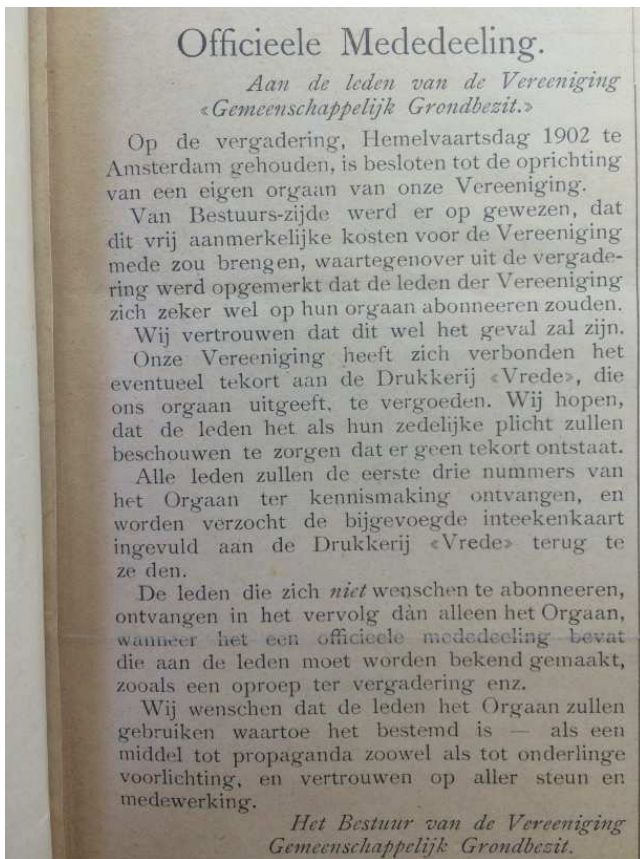 Officieele Mededeeling.
Aan de leden van de Vereeniging
«Gemeenschappelijk Grondbezit.»
Op de vergadering, Hemelvaartsdag 1902 te
Amsterdam gehouden, is besloten tot de oprichting
van een eigen orgaan van onze Vereeniging.
Van Bestuurs-zijde werd er op gewezen, dat
dit vrij aanmerkelijke kosten voor de Vereeniging
mede zou brengen, waartegenover uit de vergade-
ring werd opgemerkt dat de leden der Vereeniging
zich zeker wel op hun orgaan abonneeren zouden.
Wij vertrouwen dat dit wel het geval zal zijn.
Onze Vereeniging heeft zich verbonden het
eventueel tekort aan de Drukkerij «Vrede», die
ons orgaan uitgeeft, te vergoeden. Wij hopen,
dat de leden het als hun zedelijke plicht zullen
beschouwen te zorgen dat er geen tekort ontstaat.
Alle leden zullen de eerste drie nummers van
het Orgaan ter kennismaking ontvangen, en
worden verzocht de bijgevoegde inteekenkaart
ingevuld aan de Drukkerij «Vrede» terug te
ze den.
De leden die zich niet wenschen te abonneeren,
ontvangen in het vervolg dàn alleen het Orgaan,
wanneer het een officieele mededeeling bevat
die aan de leden moet worden bekend gemaakt,
zooals een oproep ter vergadering enz.
Wij wenschen dat de leden het Orgaan zullen
gebruiken waartoe het bestemd is — als een
middel tot propaganda zoowel als tot onderlinge
voorlichting, en vertrouwen op aller steun en
medewerking.
Het Bestuur van de Vereeniging
Gemeenschappelijk Grondbezit.